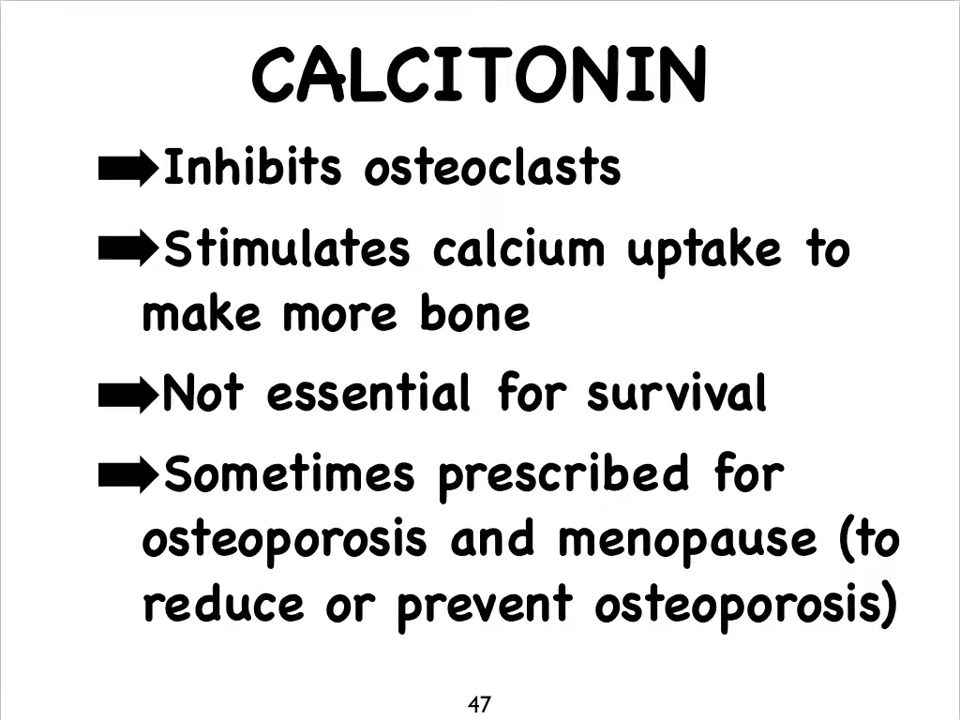 CALCITONIN
➡Inhibits osteoclasts
➡Stimulates calcium uptake to
make more bone
➡Not essential for survival
➡Sometimes prescribed for
osteoporosis and menopause (to
reduce or prevent osteoporosis)
47